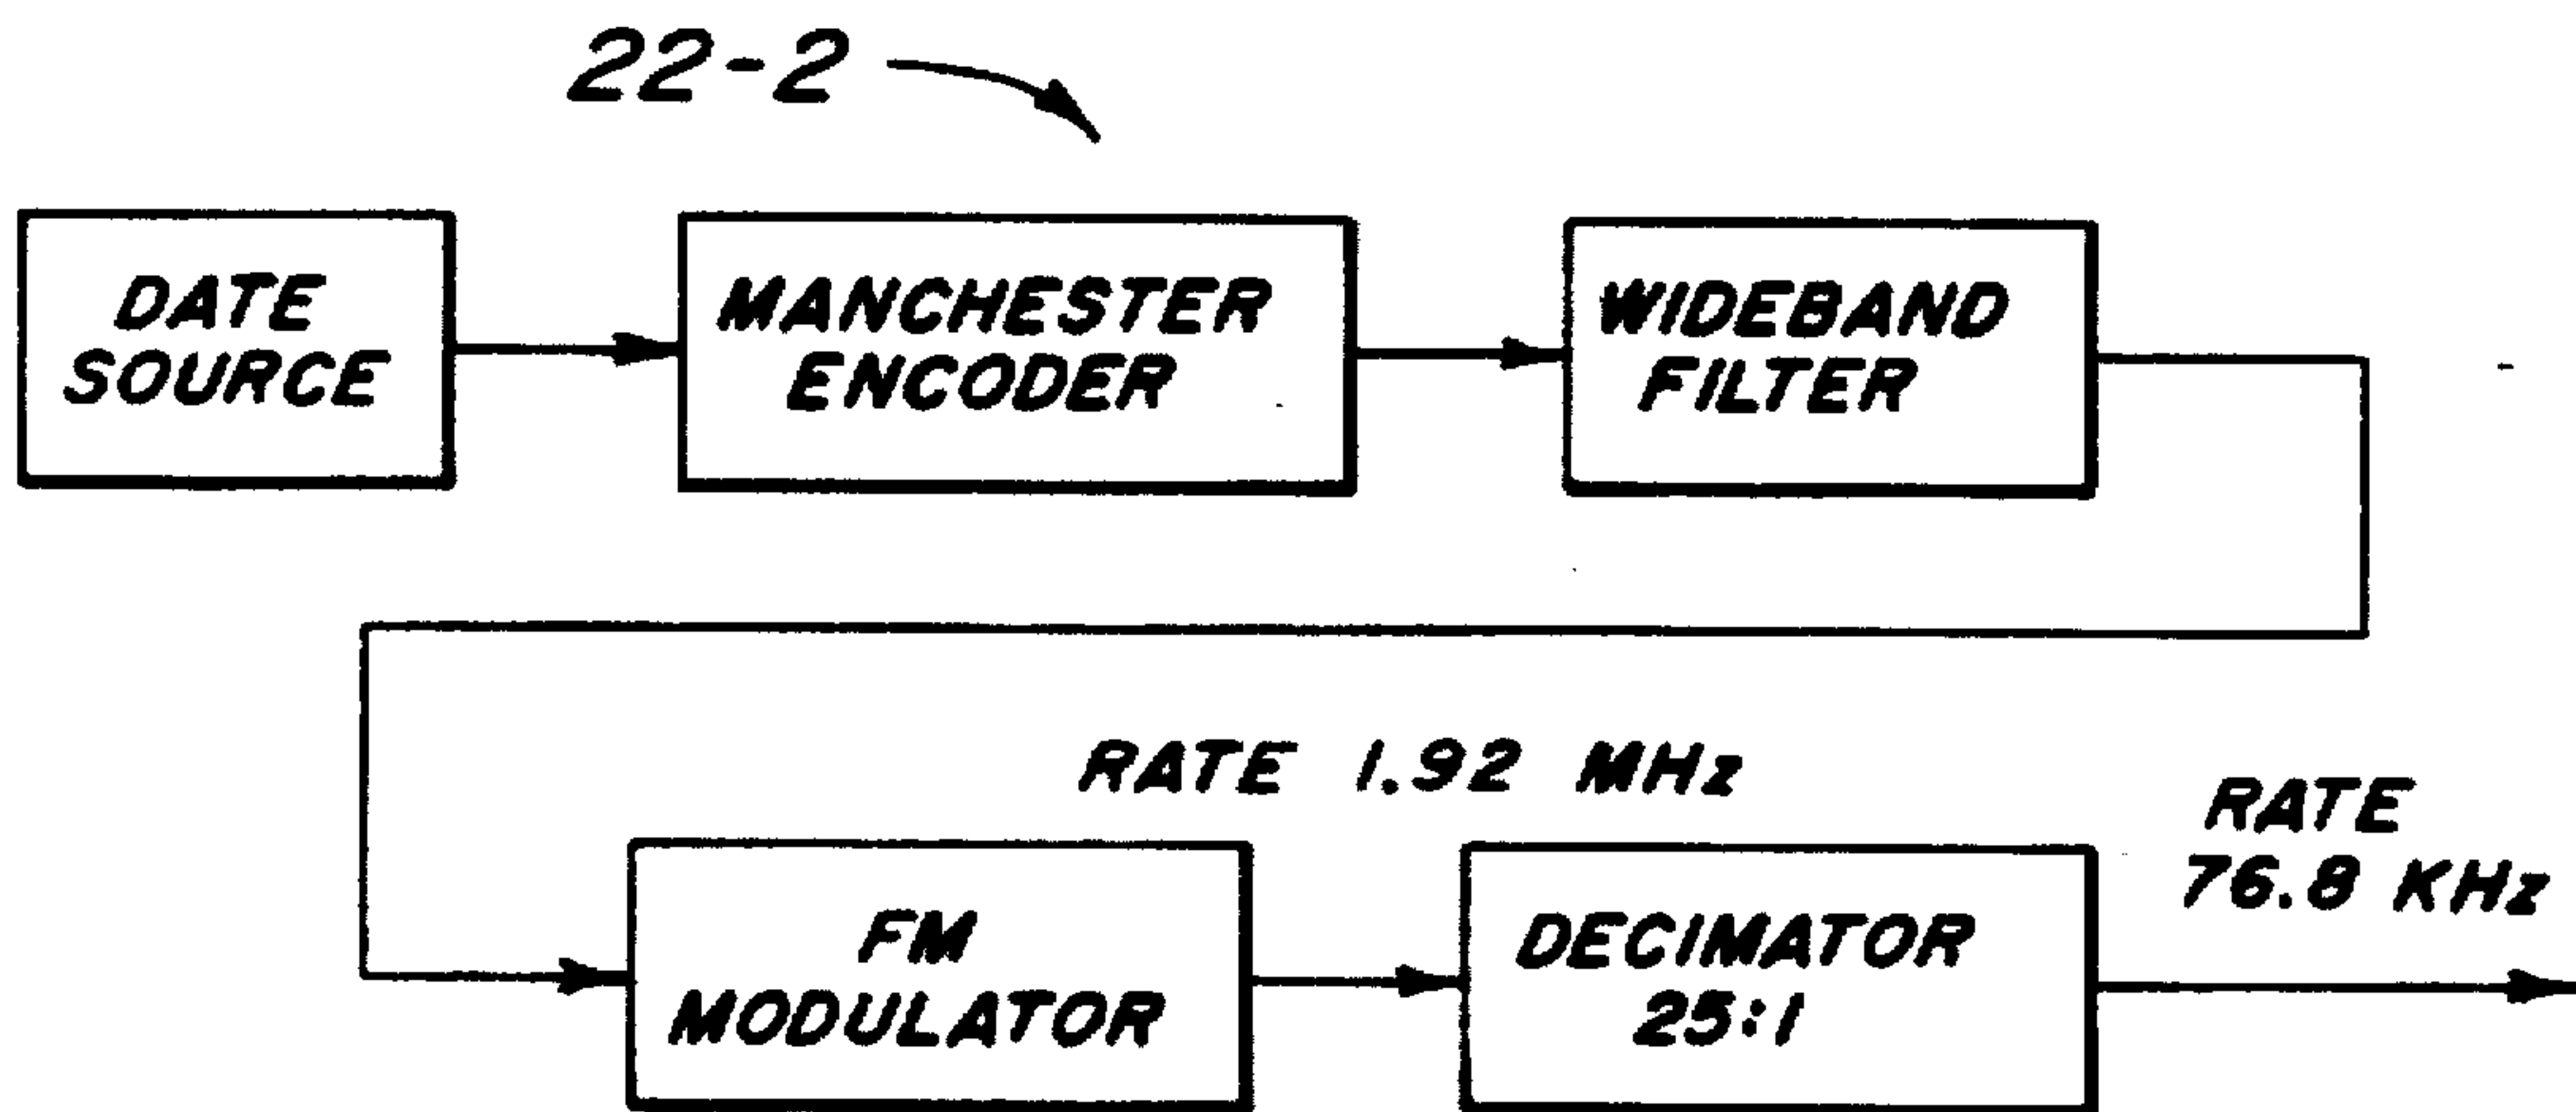 22-2
DATE
SOURCE
MANCHESTER
ENCODER
WIDEBAND
FILTER
RATE 1.92 MHz
RATE
76.8 KHz
FM
MODULATOR
DECIMATOR
25:1